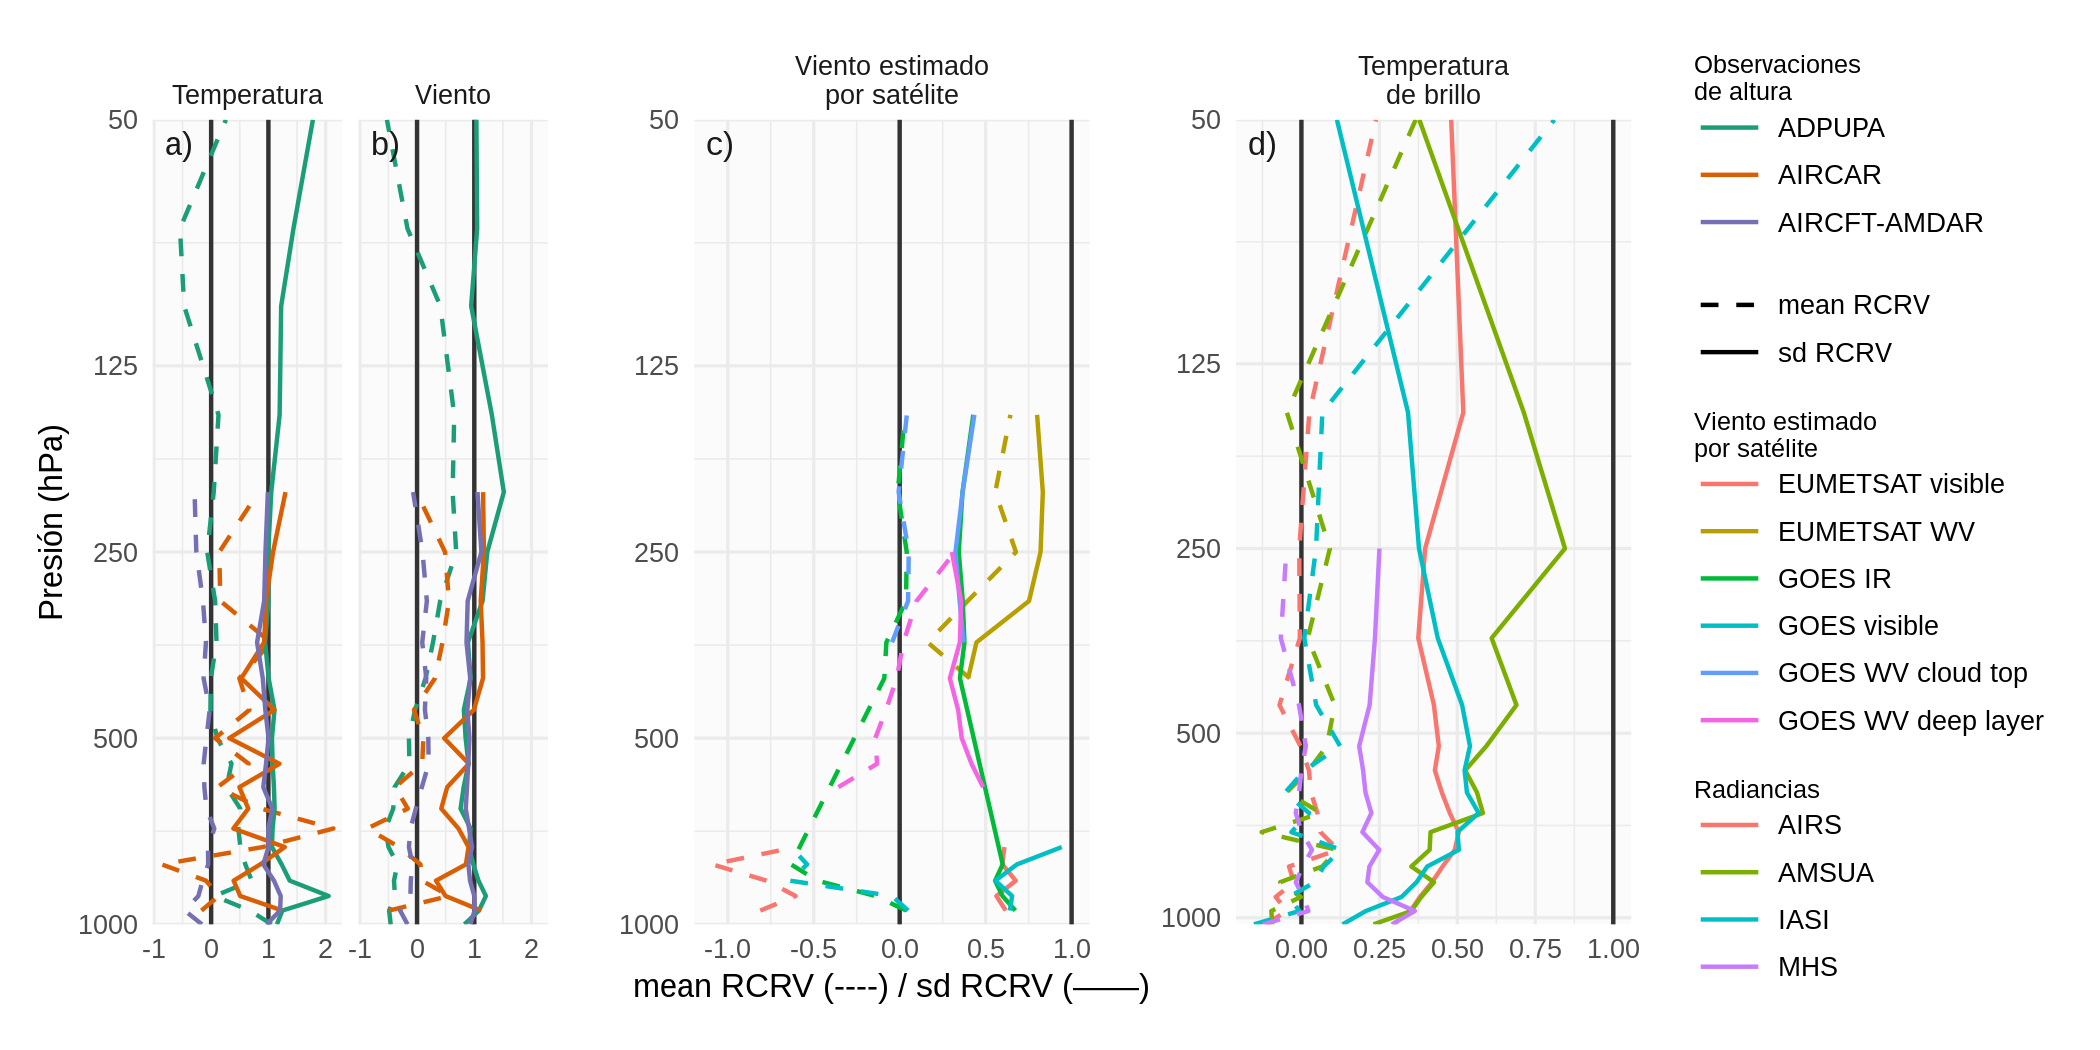 Temperatura
Viento
Viento estimado
por satélite
Temperatura
de brillo
a)
b)
c)
d)
Presión (hPa)
50
125
250
500
1000
-1
0
1
2
-1
0
1
2
50
125
250
500
1000
-1.0
-0.5
0.0
0.5
1.0
50
125
250
500
1000
0.00
0.25
0.50
0.75
1.00
mean RCRV (----) / sd RCRV (——)
Observaciones
de altura
ADPUPA
AIRCAR
AIRCFT-AMDAR
mean RCRV
sd RCRV
Viento estimado
por satélite
EUMETSAT visible
EUMETSAT WV
GOES IR
GOES visible
GOES WV cloud top
GOES WV deep layer
Radiancias
AIRS
AMSUA
IASI
MHS